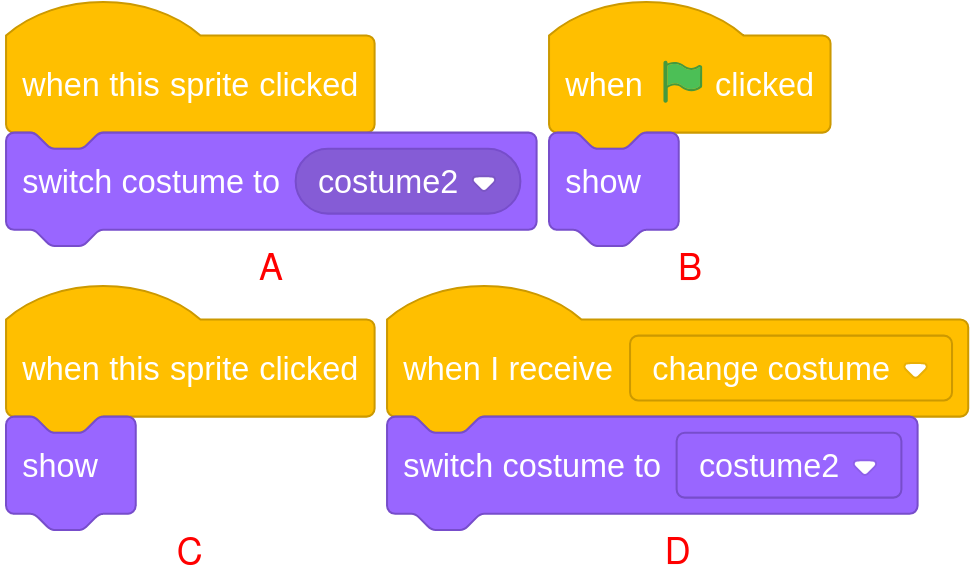 when this sprite clicked
switch costume to costume2
A
when clicked
show
B
when this sprite clicked
show
C
when I receive change costume
switch costume to costume2
D